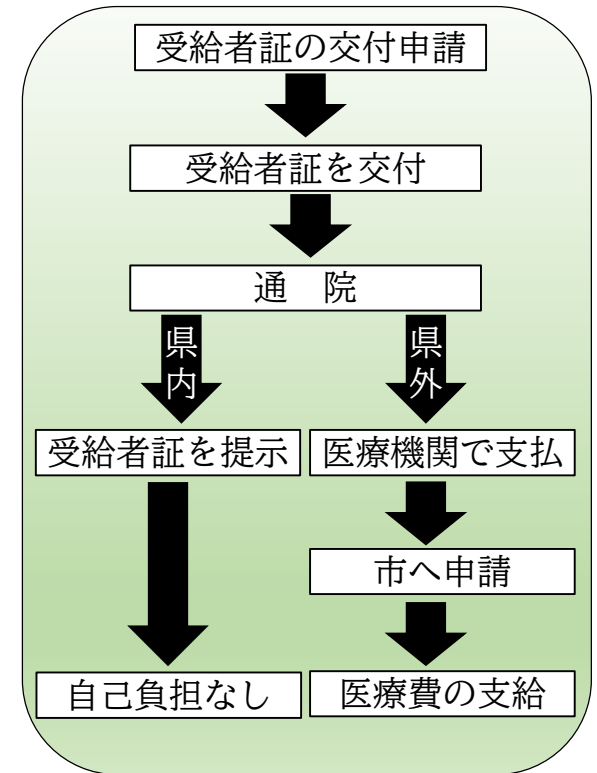 受給者証の交付申請
受給者証を交付
通　院
県内
県外
受給者証を提示
医療機関で支払
市へ申請
自己負担なし
医療費の支給